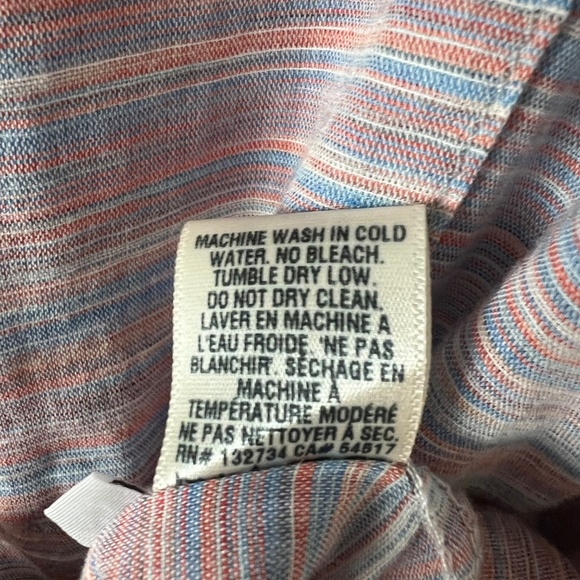 MACHINE WASH IN COLD
WATER. NO BLEACH.
TUMBLE DRY LOW.
DO NOT DRY CLEAN.
LAVER EN MACHINE A
L'EAU FROIDE. NE PAS
BLANCHIR. SÉCHAGE EN
MACHINE À
TEMPÉRATURE MODÉRÉ
NE PAS NETTOYER À SEC.
RN# 132734 CA# 54517